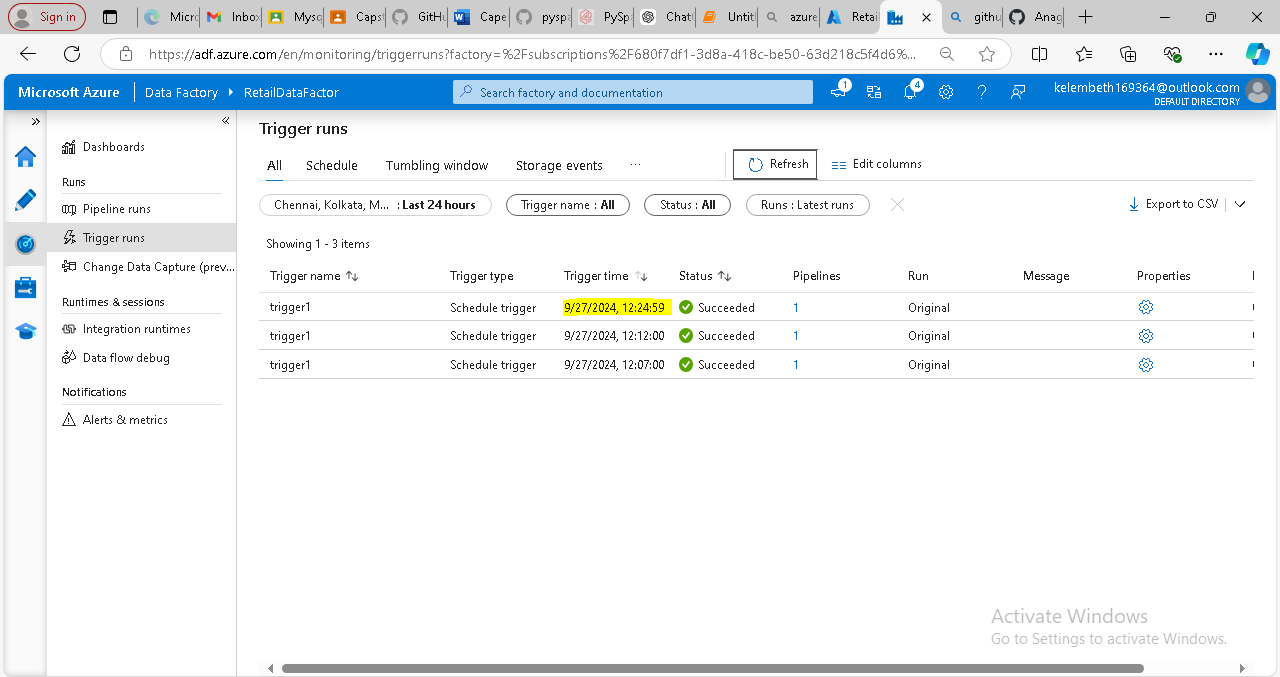 Sign in
Micr
Inbo
Mysq
Capst
GitHu
Cape
pyspa
PySp
Chat
Untit
azure
Retai
githu
Anag
https://adf.azure.com/en/monitoring/triggerruns?factory=%2Fsubscriptions%2F680f7df1-3d8a-418c-be50-63d218c5f4d6%...
Microsoft Azure
Data Factory
RetailDataFactor
Search factory and documentation
1
4
kelembeth169364@outlook.com
DEFAULT DIRECTORY
Dashboards
Runs
Pipeline runs
Trigger runs
Change Data Capture (prev...
Runtimes & sessions
Integration runtimes
Data flow debug
Notifications
Alerts & metrics
Trigger runs
All
Schedule
Tumbling window
Storage events
...
Refresh
Edit columns
Chennai, Kolkata, M... : Last 24 hours
Trigger name : All
Status : All
Runs : Latest runs
Export to CSV
Showing 1 - 3 items
Trigger name Trigger type Trigger time Status Pipelines Run Message Properties
trigger1 Schedule trigger 9/27/2024, 12:24:59 Succeeded 1 Original
trigger1 Schedule trigger 9/27/2024, 12:12:00 Succeeded 1 Original
trigger1 Schedule trigger 9/27/2024, 12:07:00 Succeeded 1 Original
Activate Windows
Go to Settings to activate Windows.